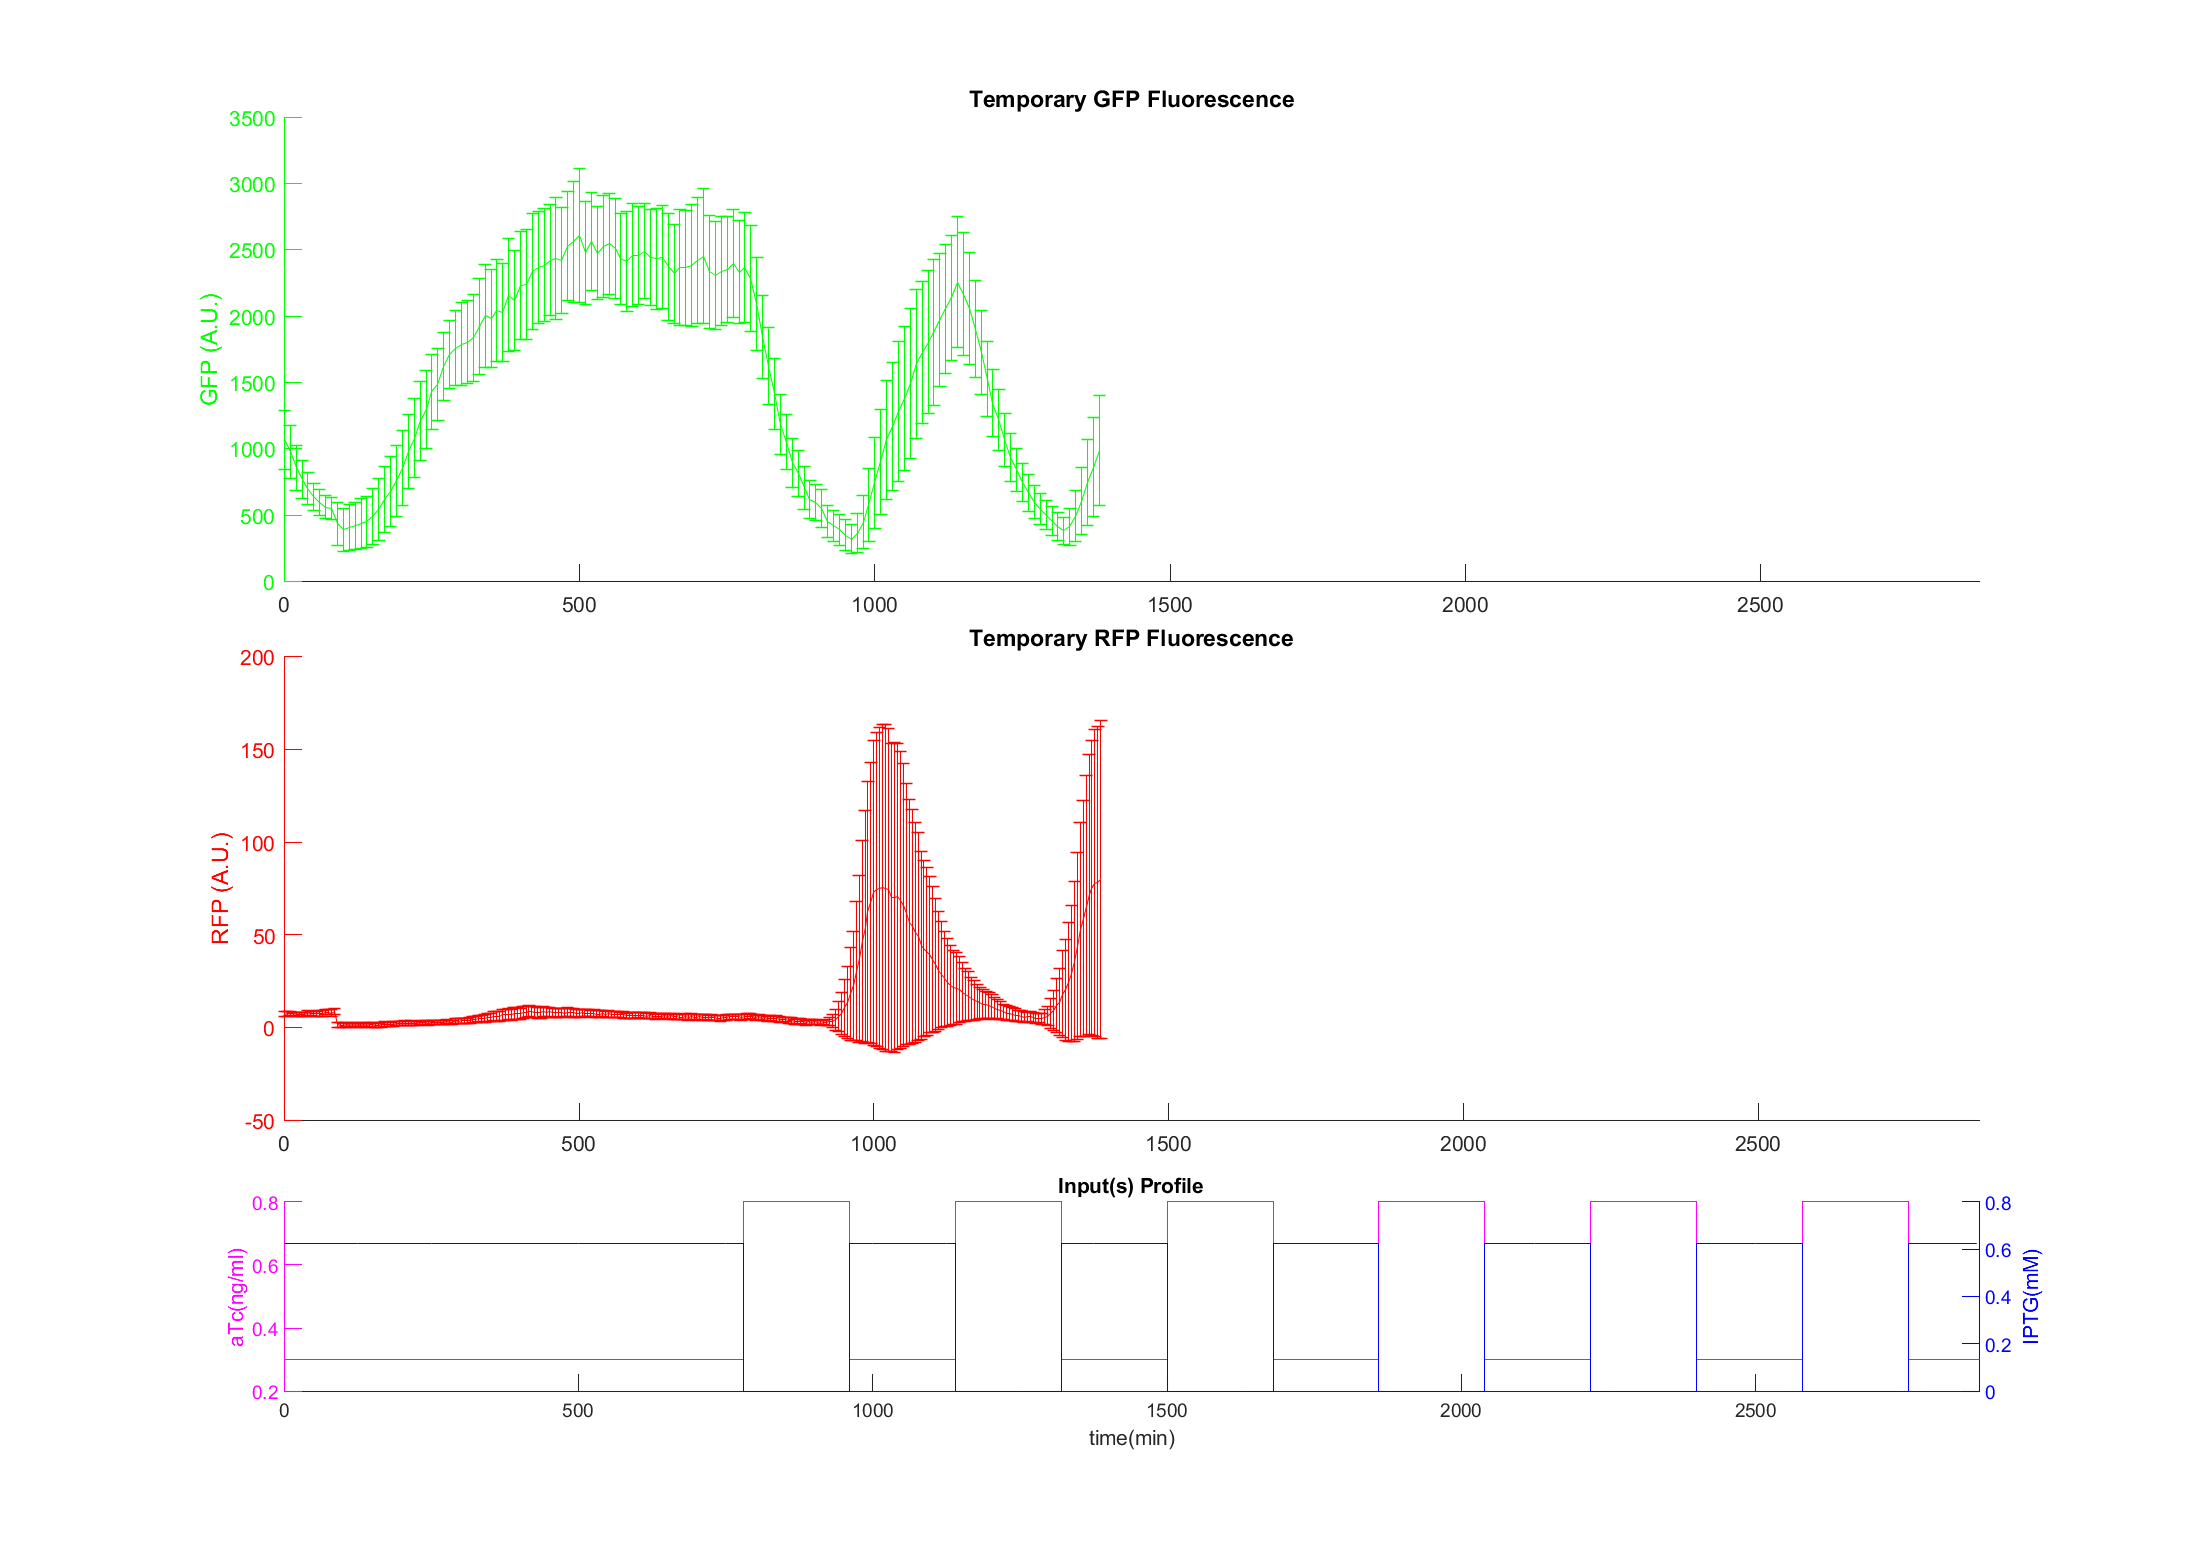 Temporary GFP Fluorescence
3500
3000
2500
2000
1500
1000
500
0
GFP (A.U.)
0 500 1000 1500 2000 2500
Temporary RFP Fluorescence
200
150
100
50
0
-50
RFP (A.U.)
0 500 1000 1500 2000 2500
Input(s) Profile
0.8
0.6
0.4
0.2
aTc(ng/ml)
0.8
0.6
0.4
0.2
0
IPTG(mM)
0 500 1000 1500 2000 2500
time(min)